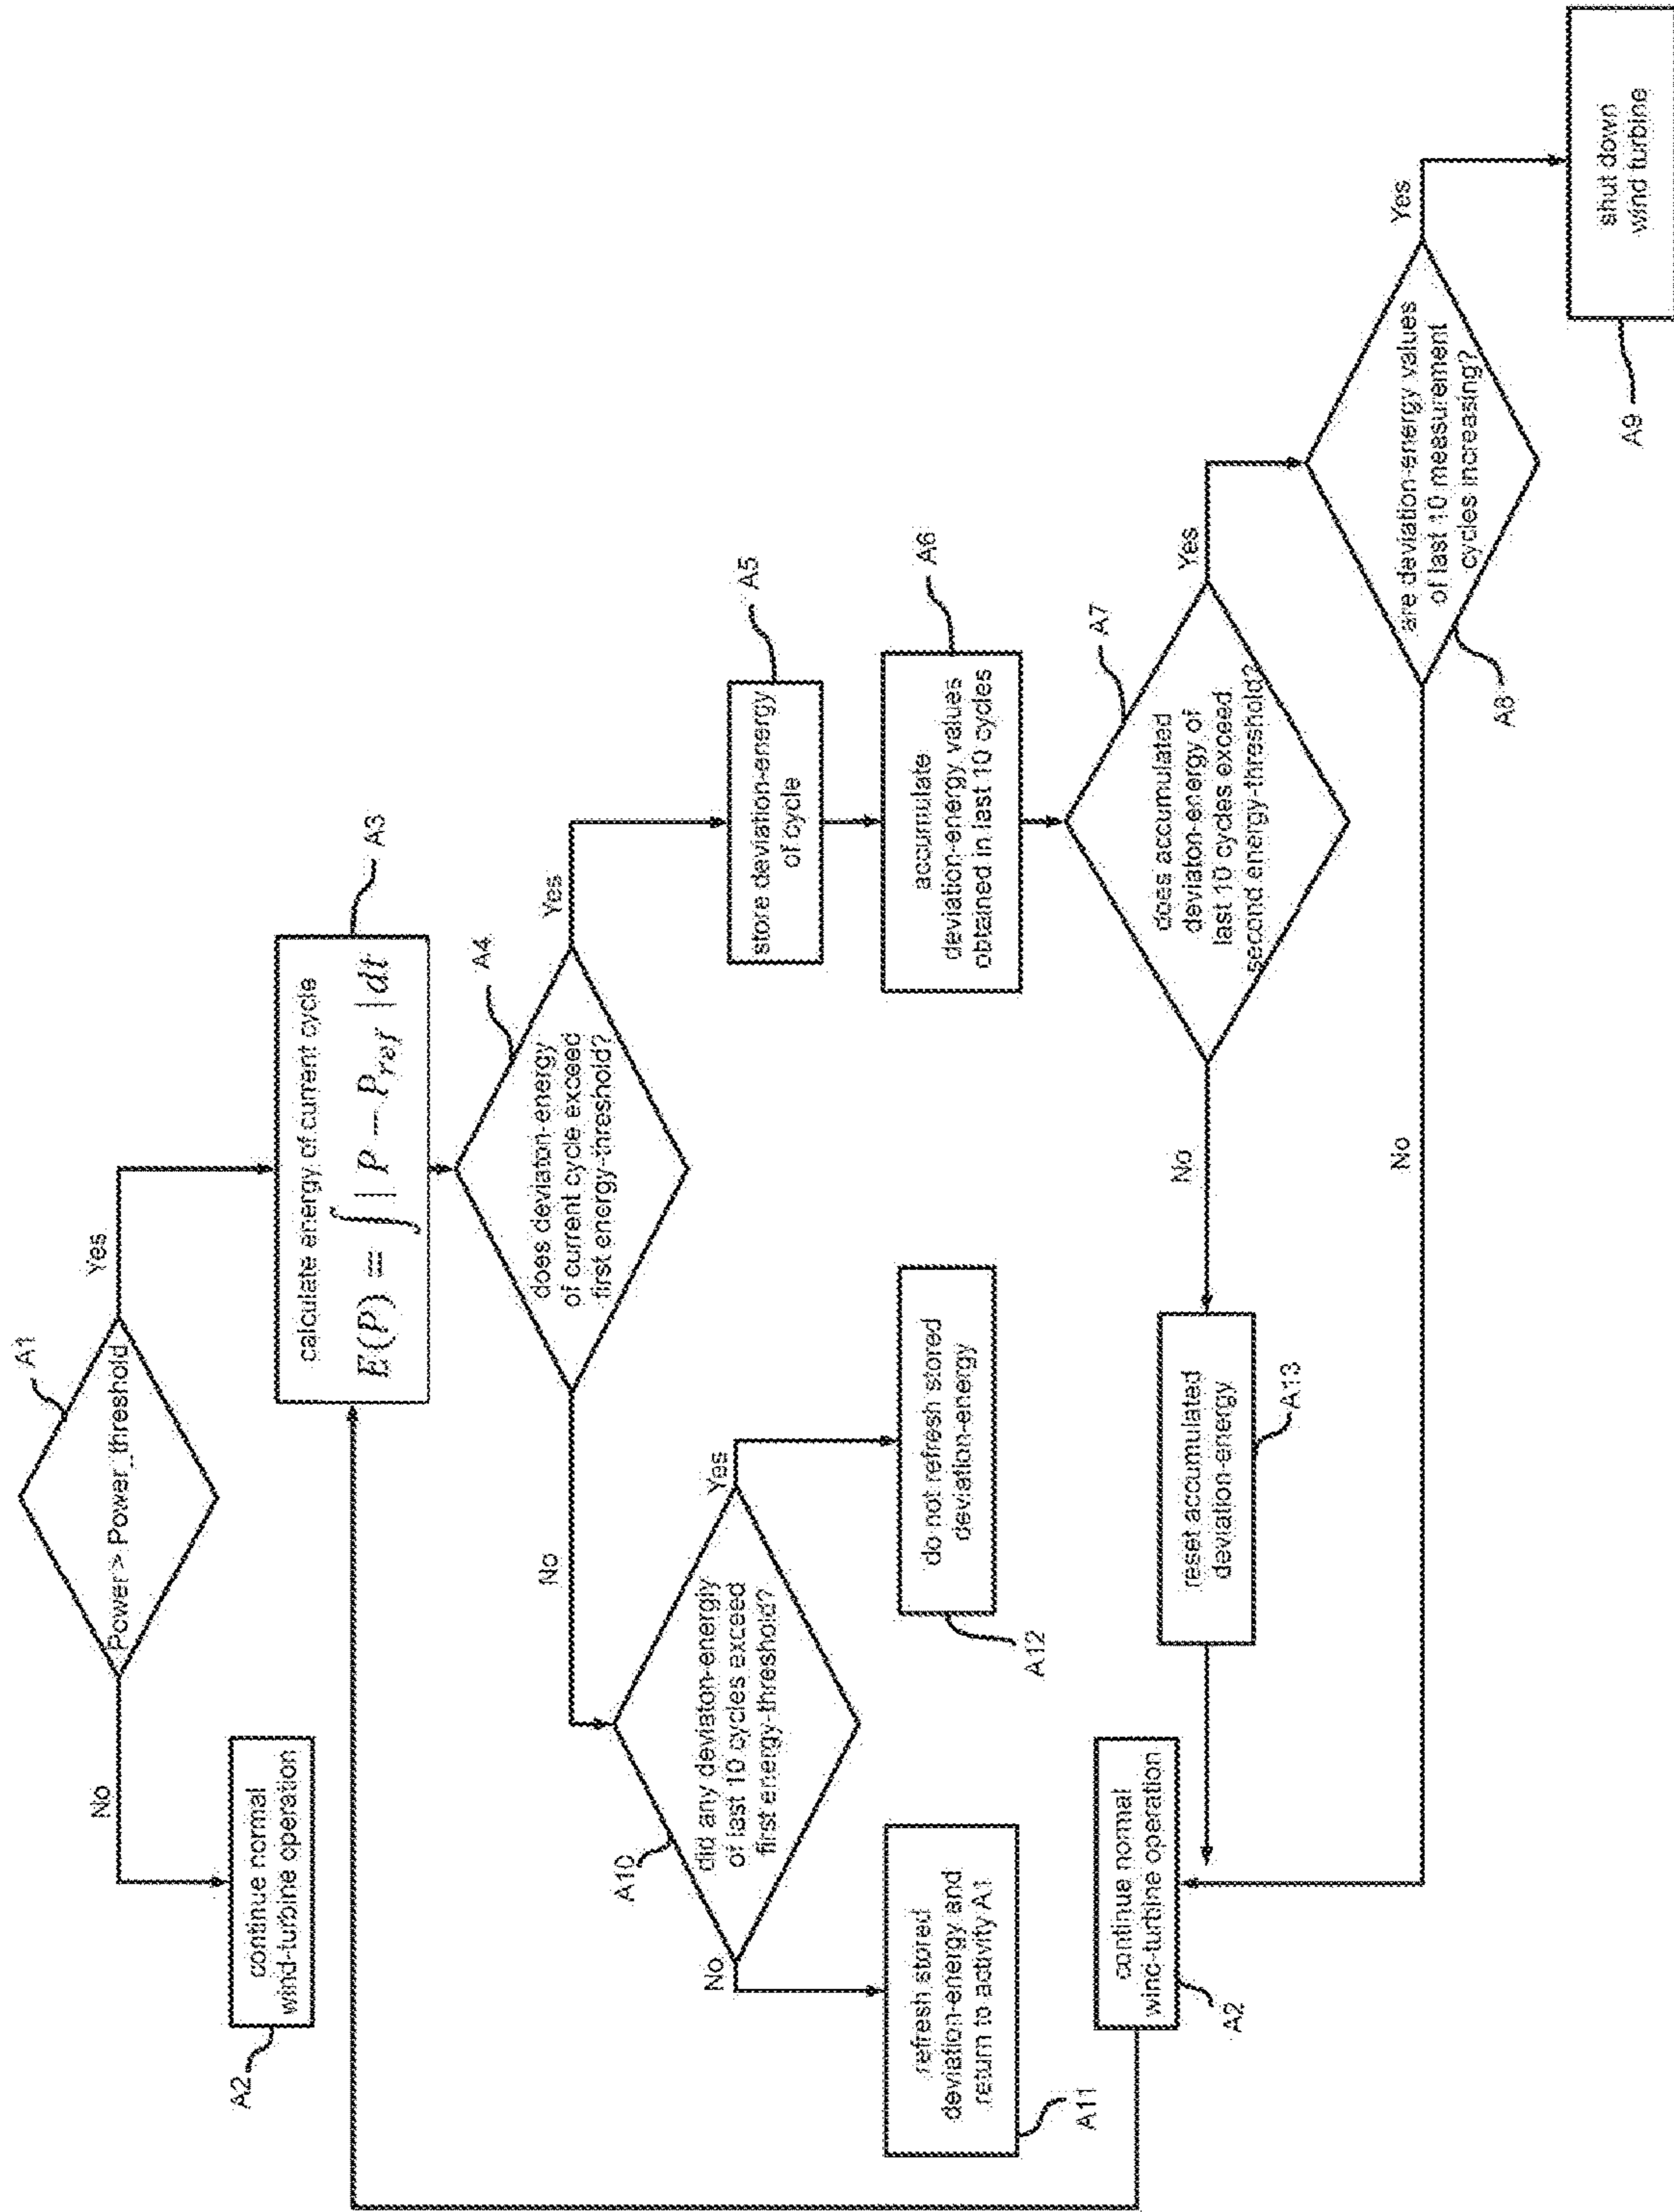 A1
Power > Power_threshold
No
Yes
continue normal
wind-turbine operation
A2
calculate energy of current cycle
E(P) = ∫ | P − P_ref | dt
A3
does deviaton-energy
of current cycle exceed
first energy-threshold?
A4
No
Yes
did any deviaton-energiy
of last 10 cycles exceed
first energy-threshold?
A10
No
Yes
refresh stored
deviation-energy and
return to activity A1
A11
do not refresh stored
deviation-energy
A12
store deviation-energy
of cycle
A5
accumulate
deviation-energy values
obtained in last 10 cycles
A6
does accumulated
deviaton-energy of
last 10 cycles exceed
second energy-threshold?
A7
No
Yes
reset accumulated
deviation-energy
A13
continue normal
wind-turbine operation
A2
are deviation-energy values
of last 10 measurement
cycles increasing?
A8
No
Yes
shut down
wind turbine
A9